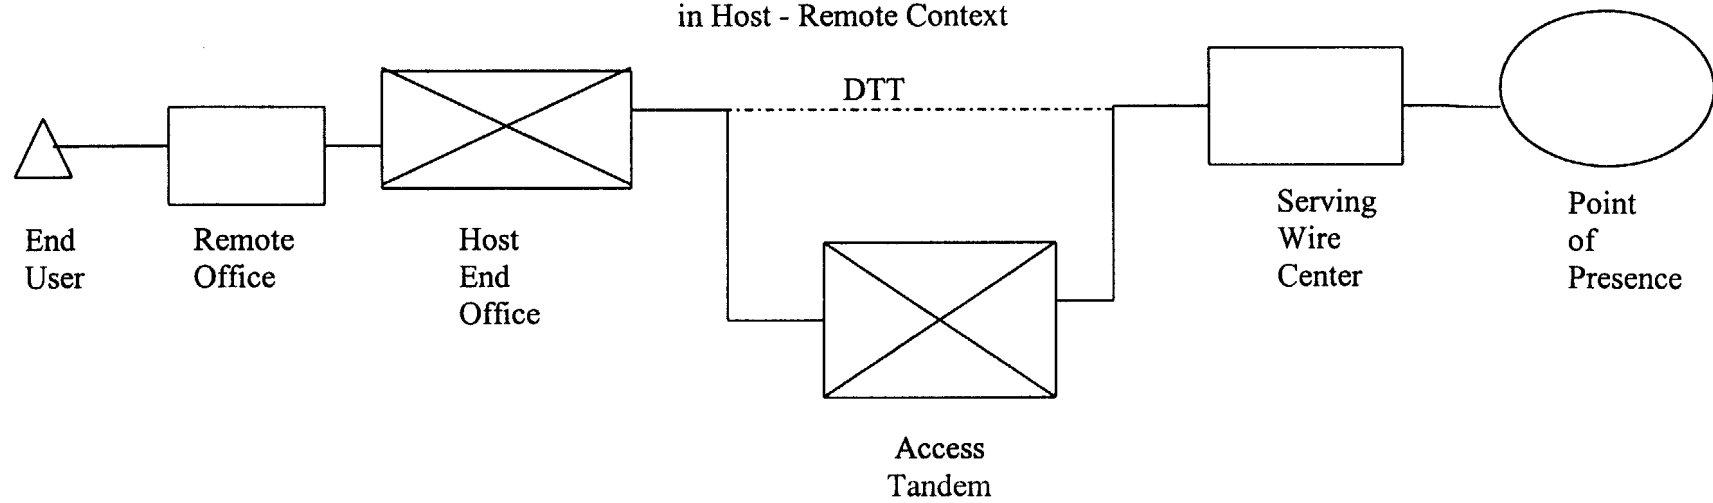 in Host - Remote Context
DTT
End
User
Remote
Office
Host
End
Office
Access
Tandem
Serving
Wire
Center
Point
of
Presence